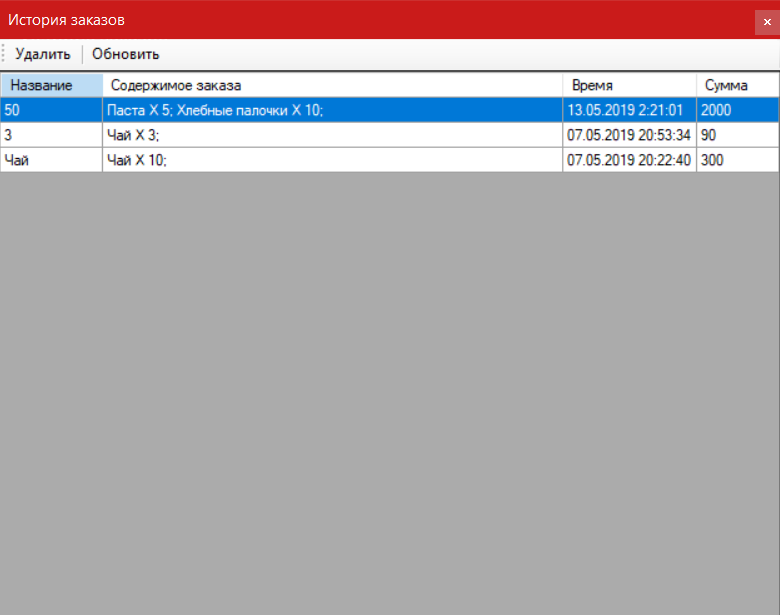 История заказов
Удалить Обновить
Название Содержимое заказа Время Сумма
50 Паста X 5; Хлебные палочки X 10; 13.05.2019 2:21:01 2000
3 Чай X 3; 07.05.2019 20:53:34 90
Чай Чай X 10; 07.05.2019 20:22:40 300